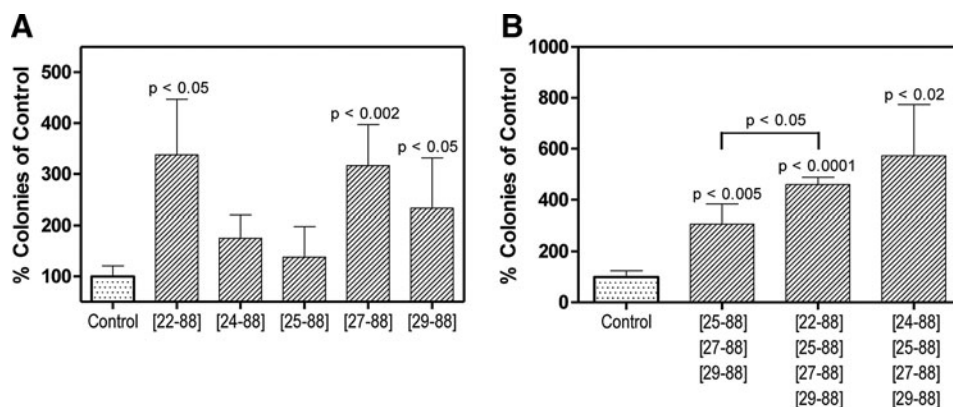 A
% Colonies of Control
500
400
300
200
100
p < 0.05
p < 0.002
p < 0.05
Control [22-88] [24-88] [25-88] [27-88] [29-88]
B
% Colonies of Control
1000
800
600
400
200
0
p < 0.02
p < 0.05
p < 0.0001
p < 0.005
Control [25-88] [22-88] [24-88]
[27-88] [25-88] [25-88]
[29-88] [27-88] [27-88]
[29-88] [29-88]